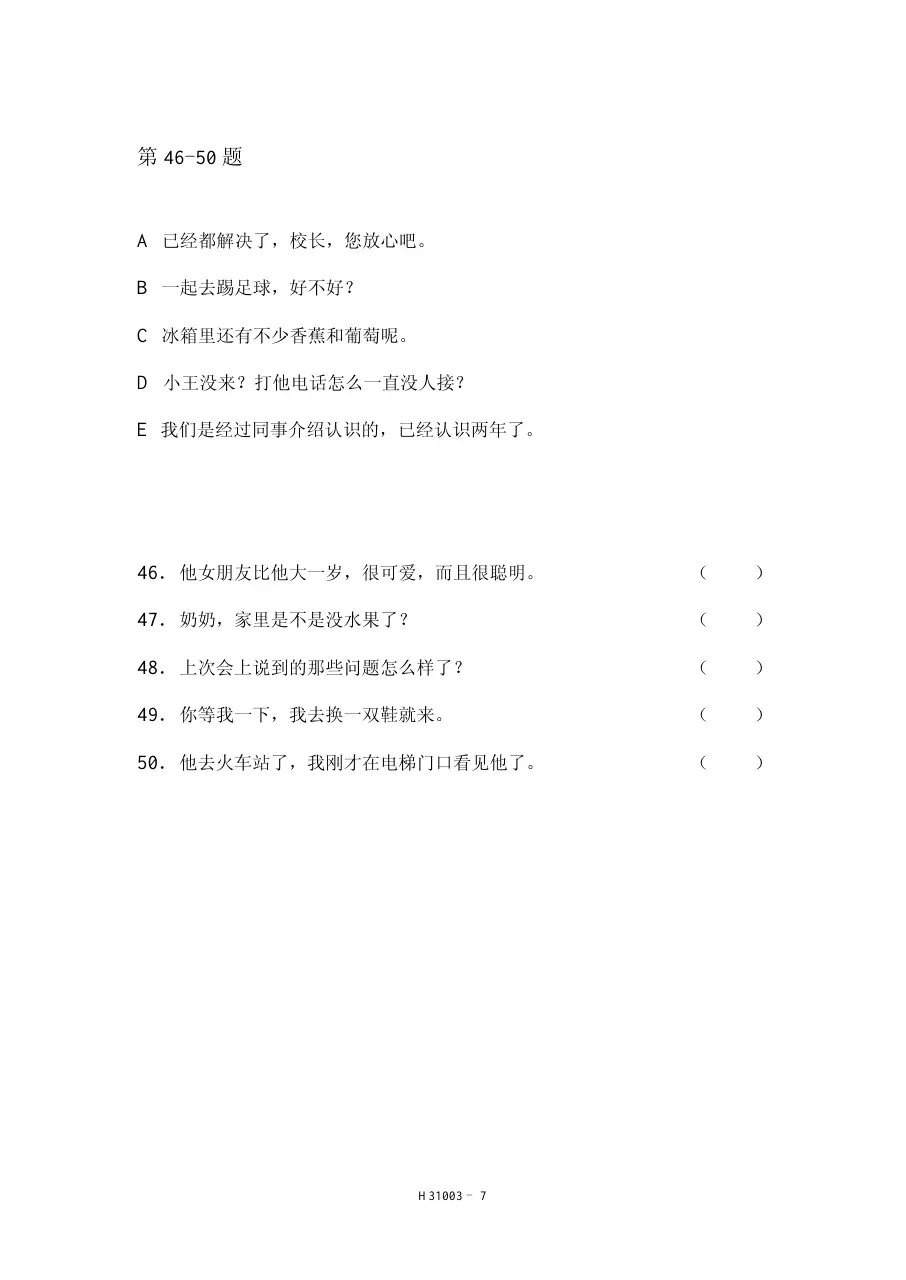 第 46-50 题
A 已经都解决了，校长，您放心吧。
B 一起去踢足球，好不好？
C 冰箱里还有不少香蕉和葡萄呢。
D 小王没来？打他电话怎么一直没人接？
E 我们是经过同事介绍认识的，已经认识两年了。
46. 他女朋友比他大一岁，很可爱，而且很聪明。 （ ）
47. 奶奶，家里是不是没水果了？ （ ）
48. 上次会上说到的那些问题怎么样了？ （ ）
49. 你等我一下，我去换一双鞋就来。 （ ）
50. 他去火车站了，我刚才在电梯门口看见他了。 （ ）
H31003 - 7